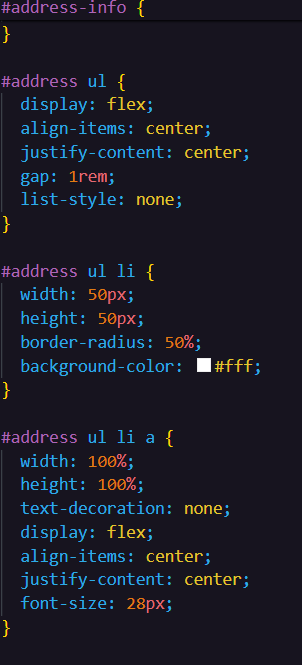 #address-info {
}
#address ul {
display: flex;
align-items: center;
justify-content: center;
gap: 1rem;
list-style: none;
}
#address ul li {
width: 50px;
height: 50px;
border-radius: 50%;
background-color: #fff;
}
#address ul li a {
width: 100%;
height: 100%;
text-decoration: none;
display: flex;
align-items: center;
justify-content: center;
font-size: 28px;
}